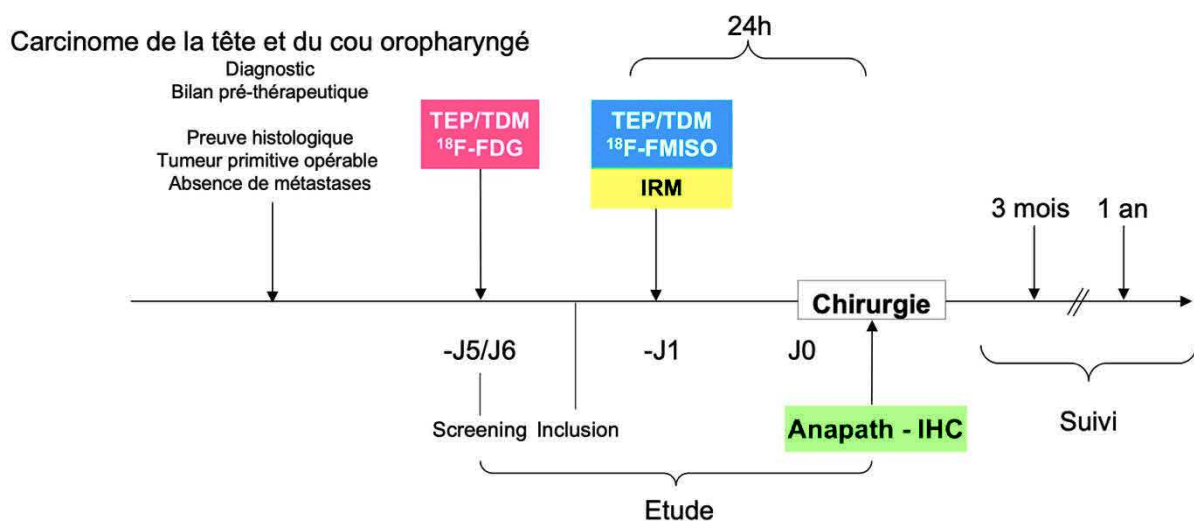 Carcinome de la tête et du cou oropharyngé
Diagnostic
Bilan pré-thérapeutique
Preuve histologique
Tumeur primitive opérable
Absence de métastases
TEP/TDM
¹⁸F-FDG
24h
TEP/TDM
¹⁸F-FMISO
IRM
3 mois
1 an
Chirurgie
-J5/J6
-J1
J0
Screening
Inclusion
Anapath - IHC
Suivi
Etude